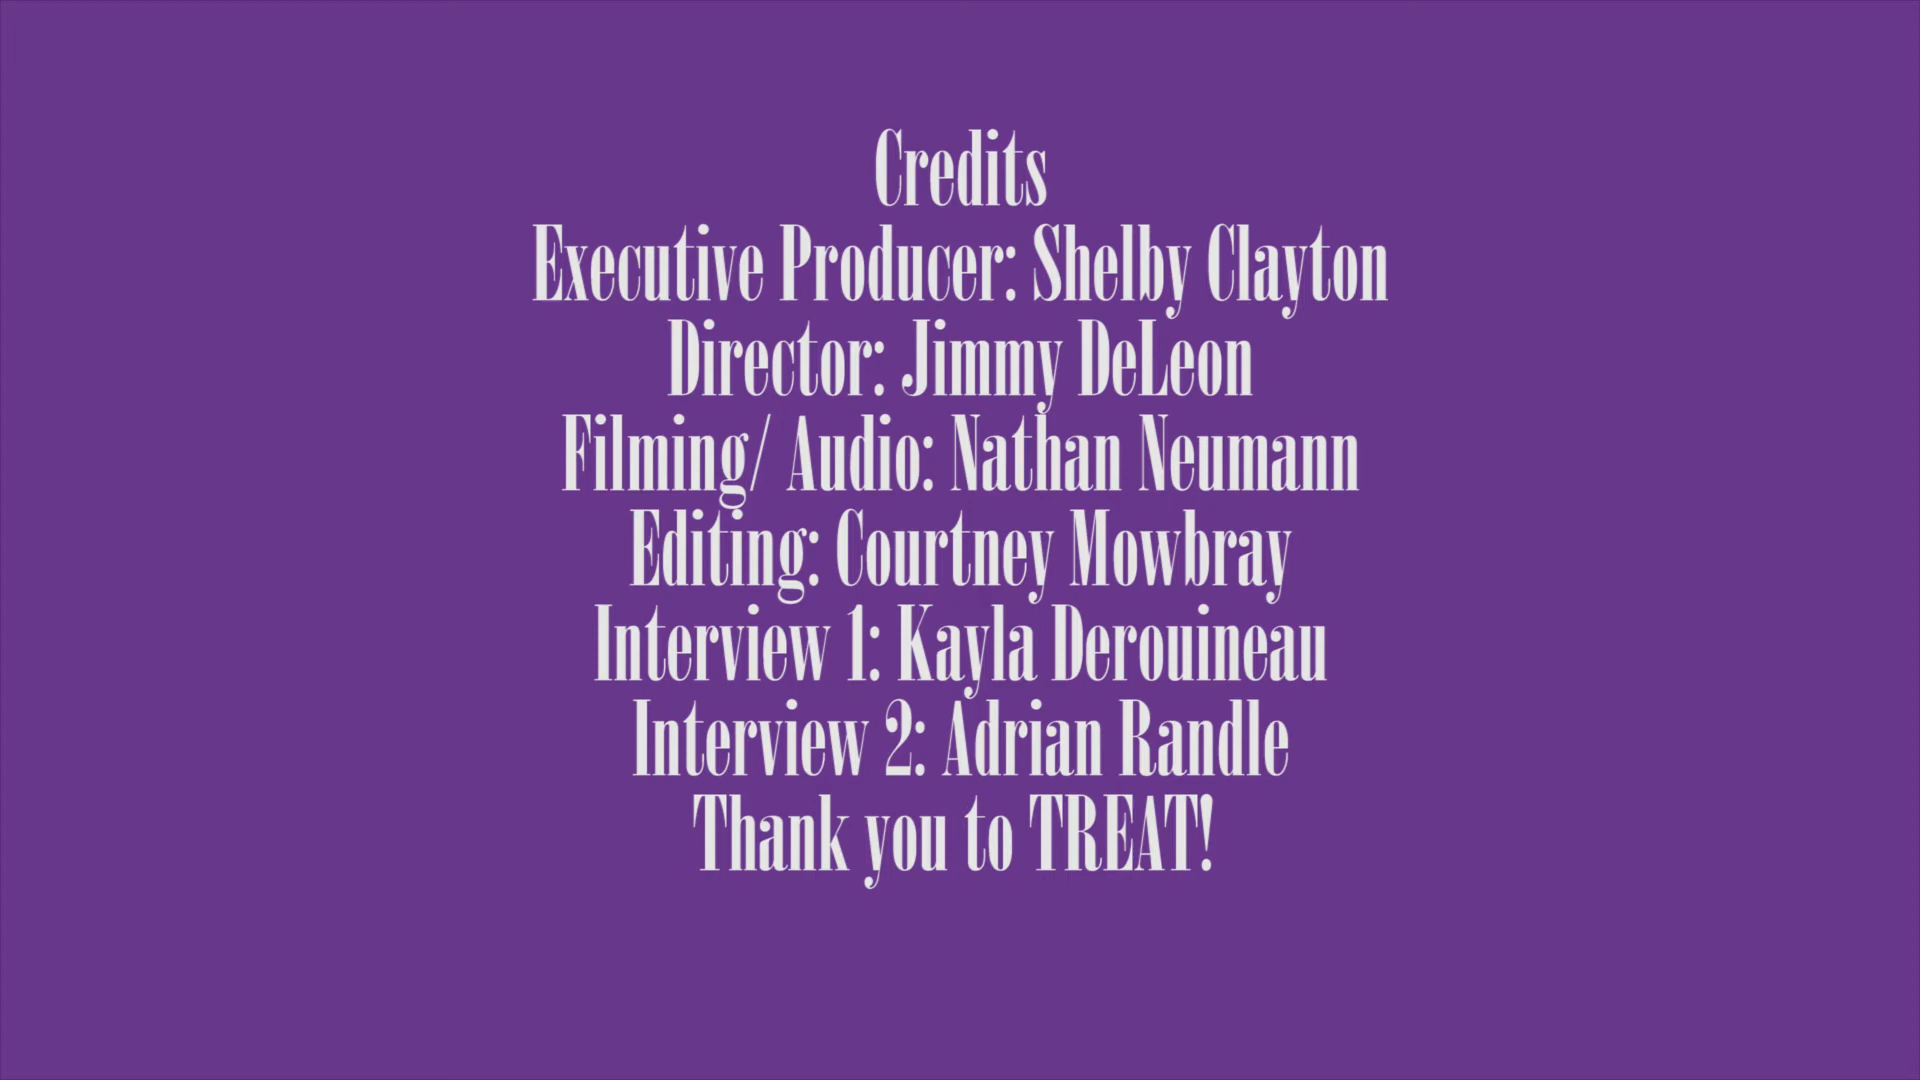 Credits
Executive Producer: Shelby Clayton
Director: Jimmy DeLeon
Filming/ Audio: Nathan Neumann
Editing: Courtney Mowbray
Interview 1: Kayla Derouineau
Interview 2: Adrian Randle
Thank you to TREAT!